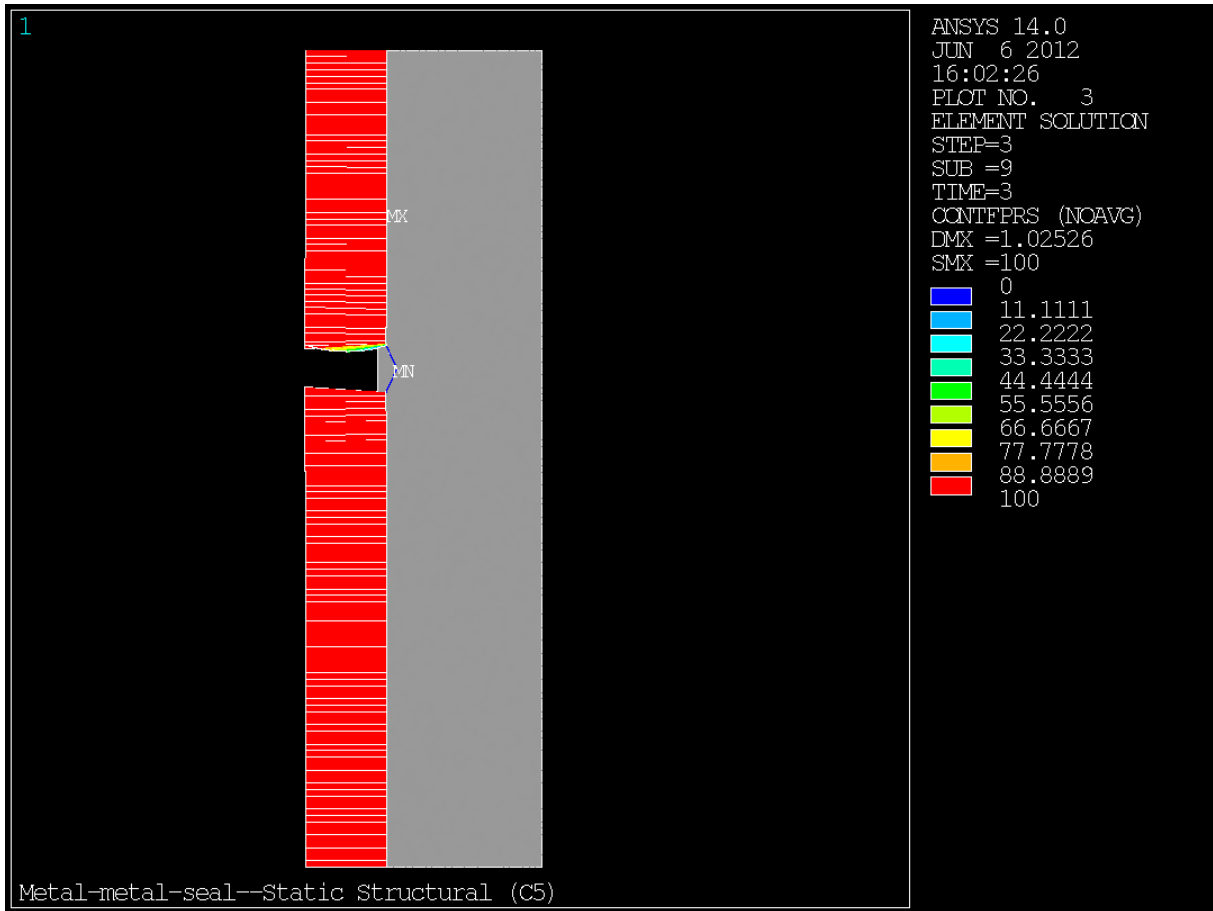 1
ANSYS 14.0
JUN  6 2012
16:02:26
PLOT NO.   3
ELEMENT SOLUTION
STEP=3
SUB =9
TIME=3
CONTFPRS (NOAVG)
DMX =1.02526
SMX =100
0
11.1111
22.2222
33.3333
44.4444
55.5556
66.6667
77.7778
88.8889
100
MX
MN
Metal-metal-seal--Static Structural (C5)